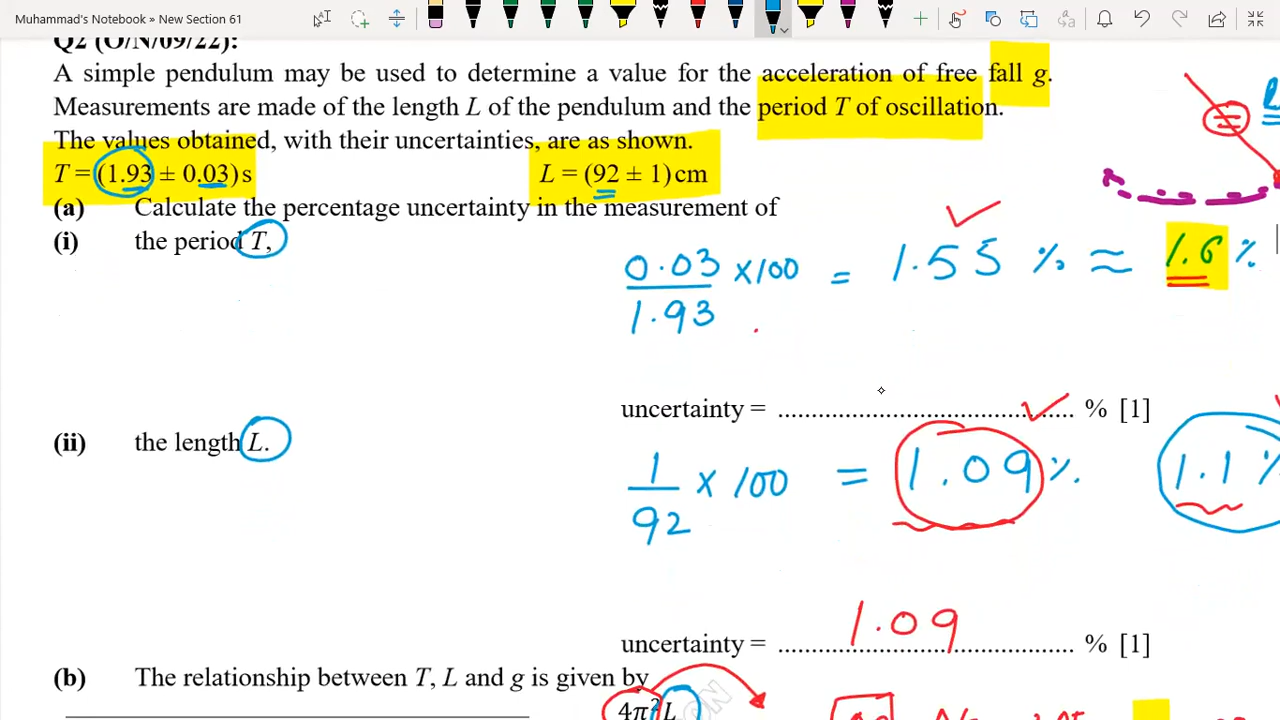 Muhammad's Notebook » New Section 61
Q2 (O/N/09/22):
A simple pendulum may be used to determine a value for the acceleration of free fall g.
Measurements are made of the length L of the pendulum and the period T of oscillation.
The values obtained, with their uncertainties, are as shown.
T = (1.93 ± 0.03) s L = (92 ± 1) cm
(a) Calculate the percentage uncertainty in the measurement of
(i) the period T,
0.03 ×100 = 1.55 % ≈ 1.6 %
1.93
uncertainty = ........................................ % [1]
(ii) the length L.
1 × 100 = 1.09 %. 1.1 %
92
uncertainty = ........1.09........ % [1]
(b) The relationship between T, L and g is given by
4π²L